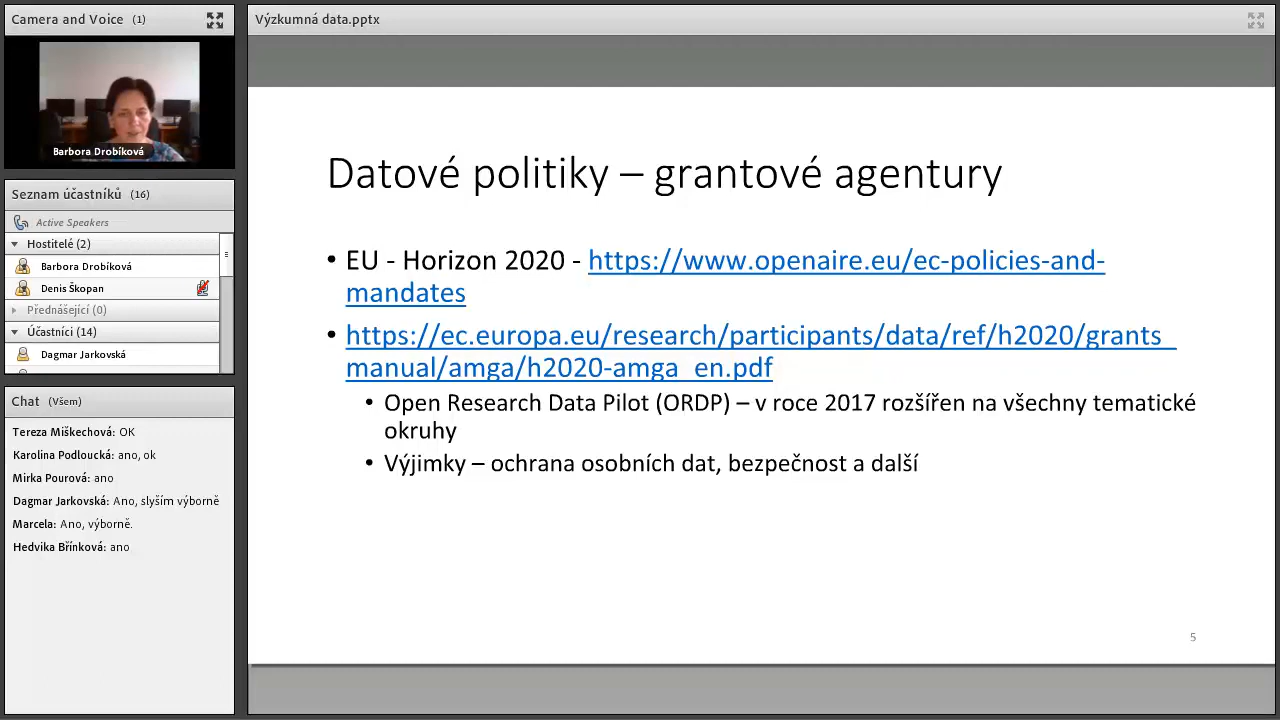 Camera and Voice (1)
Barbora Drobíková
Seznam účastníků (16)
Active Speakers
Hostitelé (2)
Barbora Drobíková
Denis Škopan
Přednášející (0)
Účastníci (14)
Dagmar Jarkovská
Chat (Všem)
Tereza Miškechová: OK
Karolína Podloucká: ano, ok
Mirka Pourová: ano
Dagmar Jarkovská: Ano, slyším výborně
Marcela: Ano, výborně.
Hedvika Břínková: ano
Výzkumná data.pptx
Datové politiky – grantové agentury
• EU - Horizon 2020 - https://www.openaire.eu/ec-policies-and-
mandates
• https://ec.europa.eu/research/participants/data/ref/h2020/grants_
manual/amga/h2020-amga_en.pdf
• Open Research Data Pilot (ORDP) – v roce 2017 rozšířen na všechny tematické
okruhy
• Výjimky – ochrana osobních dat, bezpečnost a další
5